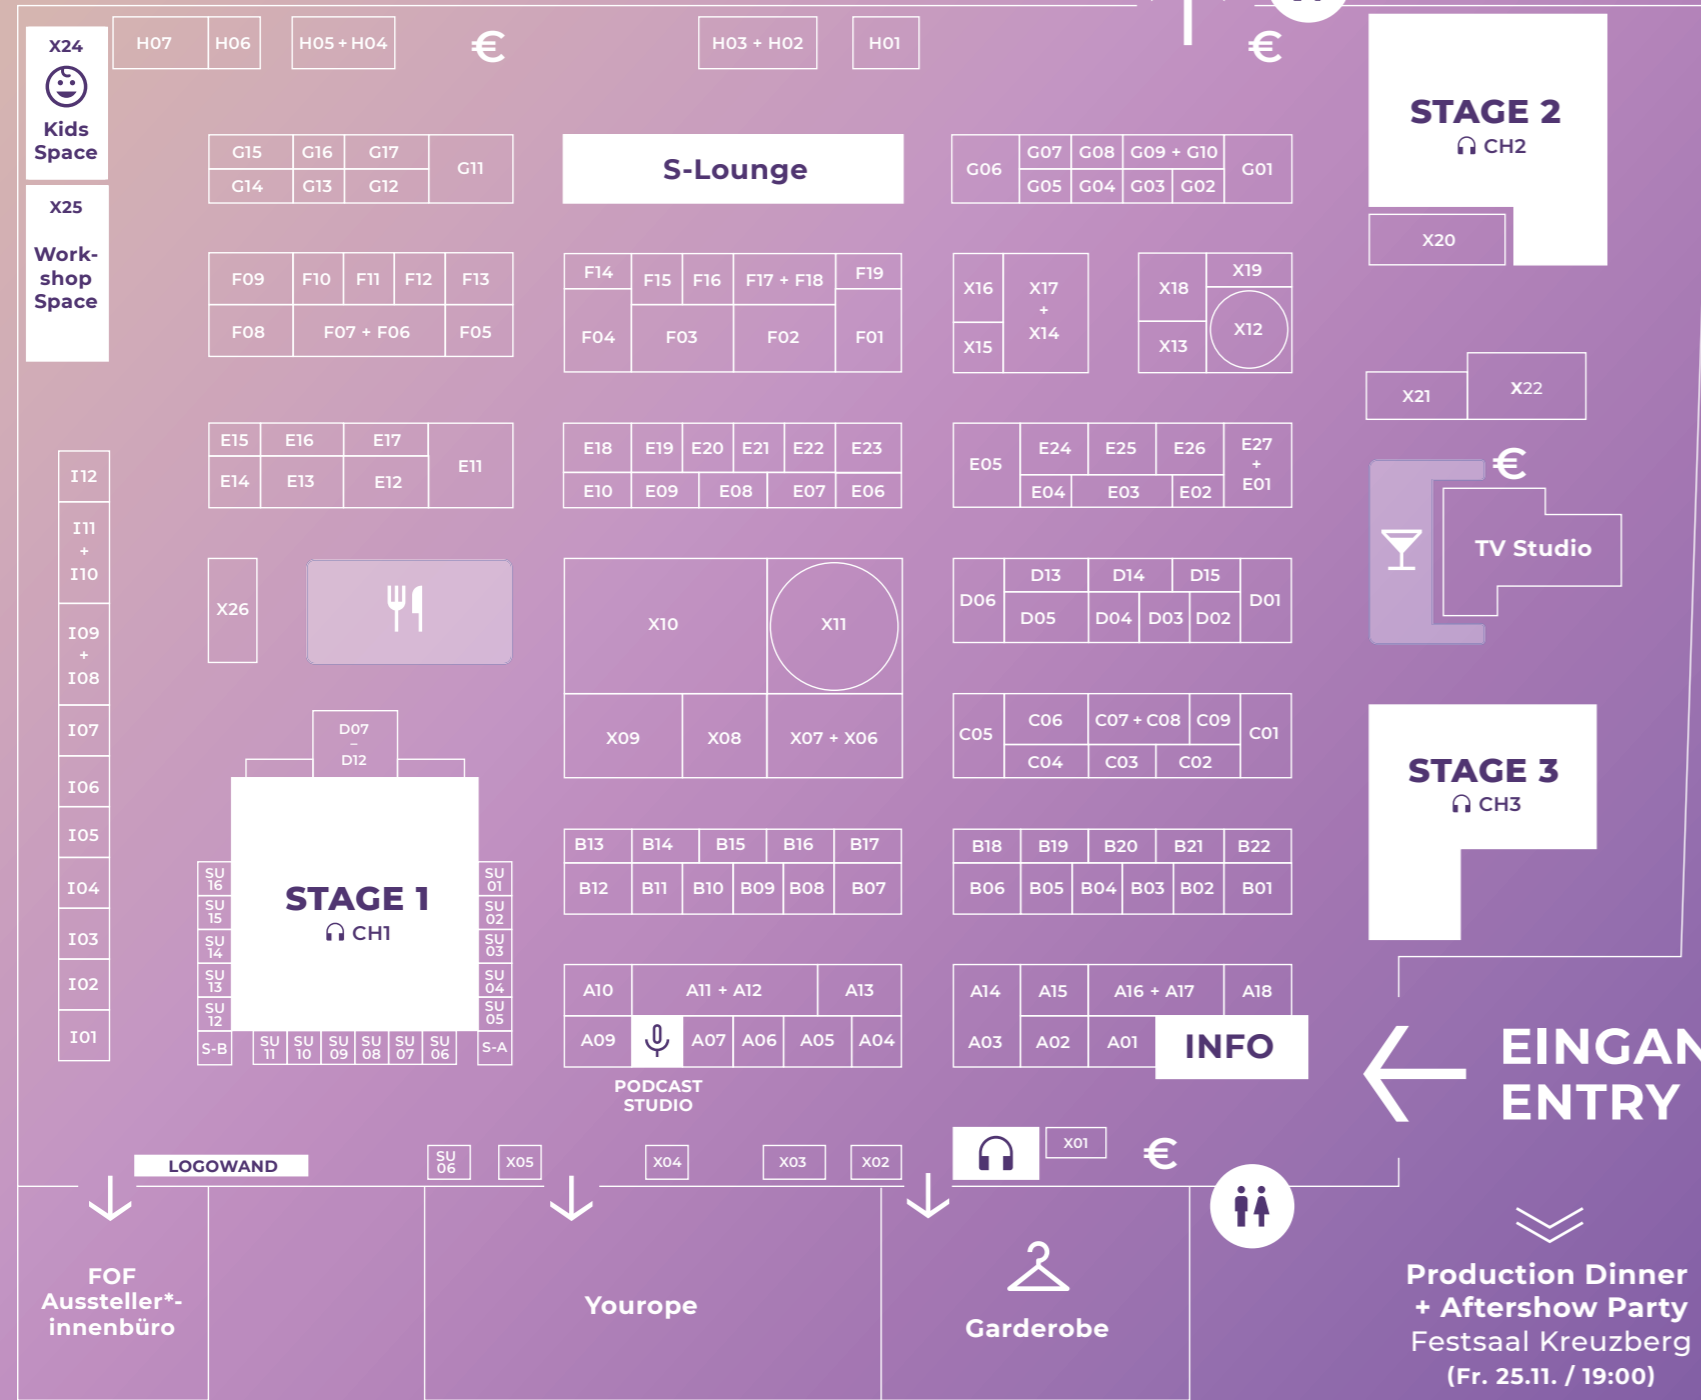 X24
Kids
Space
H07
H06
H05 + H04
€
H03 + H02
H01
€
STAGE 2
CH2
X20
X25
Work-
shop
Space
G15
G16
G17
G11
G14
G13
G12
S-Lounge
G06
G07
G08
G09 + G10
G01
G05
G04
G03
G02
F09
F10
F11
F12
F13
F08
F07 + F06
F05
F14
F15
F16
F17 + F18
F19
F04
F03
F02
F01
X16
X17
+
X14
X15
X18
X19
X13
X12
X21
X22
E15
E16
E17
E11
E14
E13
E12
E18
E19
E20
E21
E22
E23
E10
E09
E08
E07
E06
E05
E24
E25
E26
E27
+
E01
E04
E03
E02
€
TV Studio
I12
I11
+
I10
I09
+
I08
I07
I06
I05
I04
I03
I02
I01
X26
X10
X11
X09
X08
X07 + X06
D06
D13
D14
D15
D01
D05
D04
D03
D02
D07
–
D12
C05
C06
C07 + C08
C09
C01
C04
C03
C02
STAGE 3
CH3
STAGE 1
CH1
SU
16
SU
15
SU
14
SU
13
SU
12
S-B
SU
11
SU
10
SU
09
SU
08
SU
07
SU
06
S-A
SU
01
SU
02
SU
03
SU
04
SU
05
B13
B14
B15
B16
B17
B12
B11
B10
B09
B08
B07
B18
B19
B20
B21
B22
B06
B05
B04
B03
B02
B01
A10
A11 + A12
A13
A09
A07
A06
A05
A04
PODCAST
STUDIO
A14
A15
A16 + A17
A18
A03
A02
A01
INFO
EINGAN
ENTRY
LOGOWAND
SU
06
X05
X04
X03
X02
X01
€
FOF
Aussteller*-
innenbüro
Yourope
Garderobe
Production Dinner
+ Aftershow Party
Festsaal Kreuzberg
(Fr. 25.11. / 19:00)